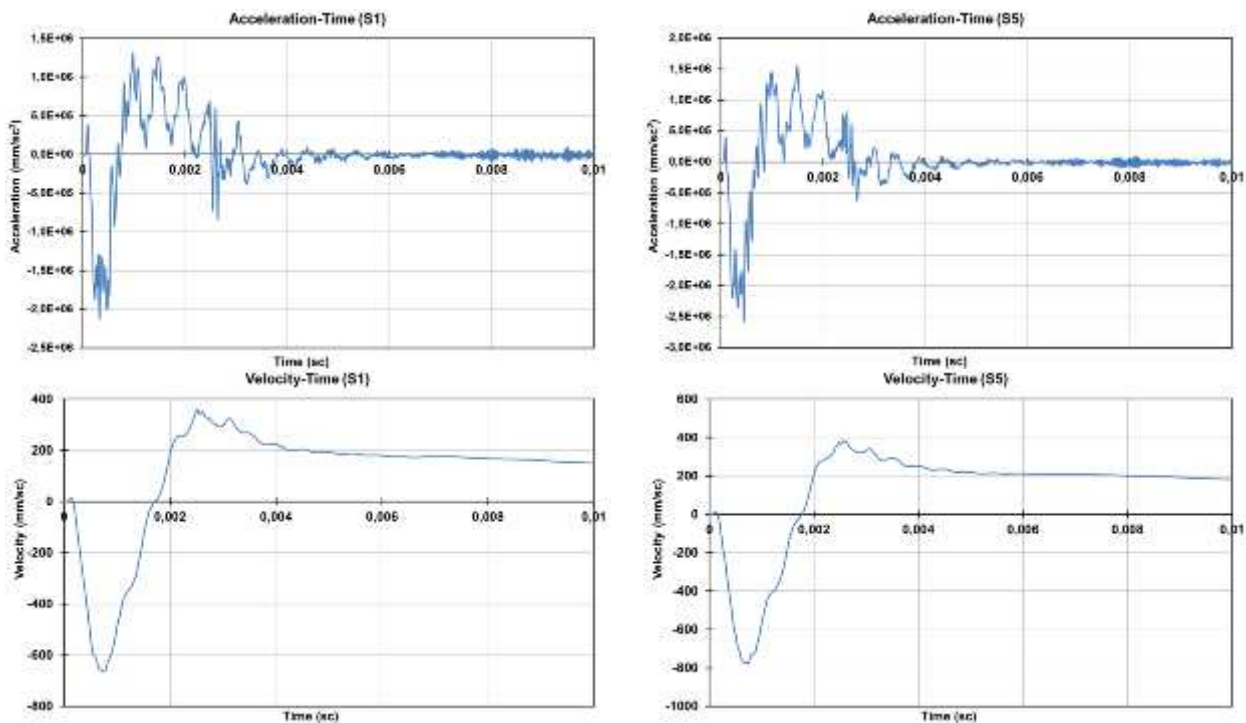 Acceleration-Time (S1)
1,5E+06
1,0E+06
5,0E+05
0,0E+00
-5,0E+05
-1,0E+06
-1,5E+06
-2,0E+06
-2,5E+06
0
0,002
0,004
0,006
0,008
0,01
Acceleration (mm/sc²)
Time (sc)
Acceleration-Time (S5)
2,0E+06
1,5E+06
1,0E+06
5,0E+05
0,0E+00
-5,0E+05
-1,0E+06
-1,5E+06
-2,0E+06
-2,5E+06
-3,0E+06
0
0,002
0,004
0,006
0,008
0,01
Acceleration (mm/sc²)
Time (sc)
Velocity-Time (S1)
400
200
0
-200
-400
-600
-800
0
0,002
0,004
0,006
0,008
0,01
Velocity (mm/sc)
Time (sc)
Velocity-Time (S5)
600
400
200
0
-200
-400
-600
-800
-1000
0
0,002
0,004
0,006
0,008
0,01
Velocity (mm/sc)
Time (sc)